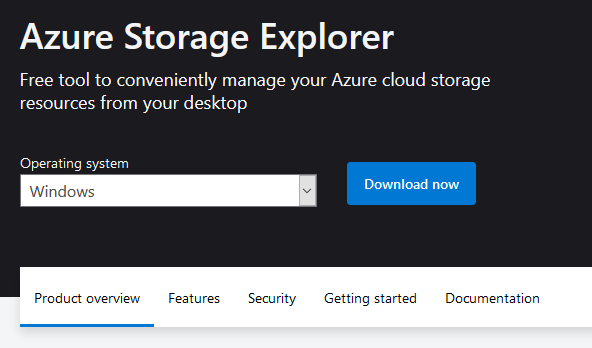 Azure Storage Explorer
Free tool to conveniently manage your Azure cloud storage
resources from your desktop
Operating system
Windows
Download now
Product overview Features Security Getting started Documentation